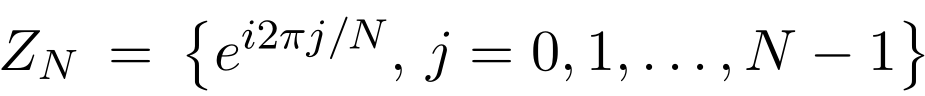 Z_N = {e^{i2πj/N}, j = 0, 1, . . . , N − 1}